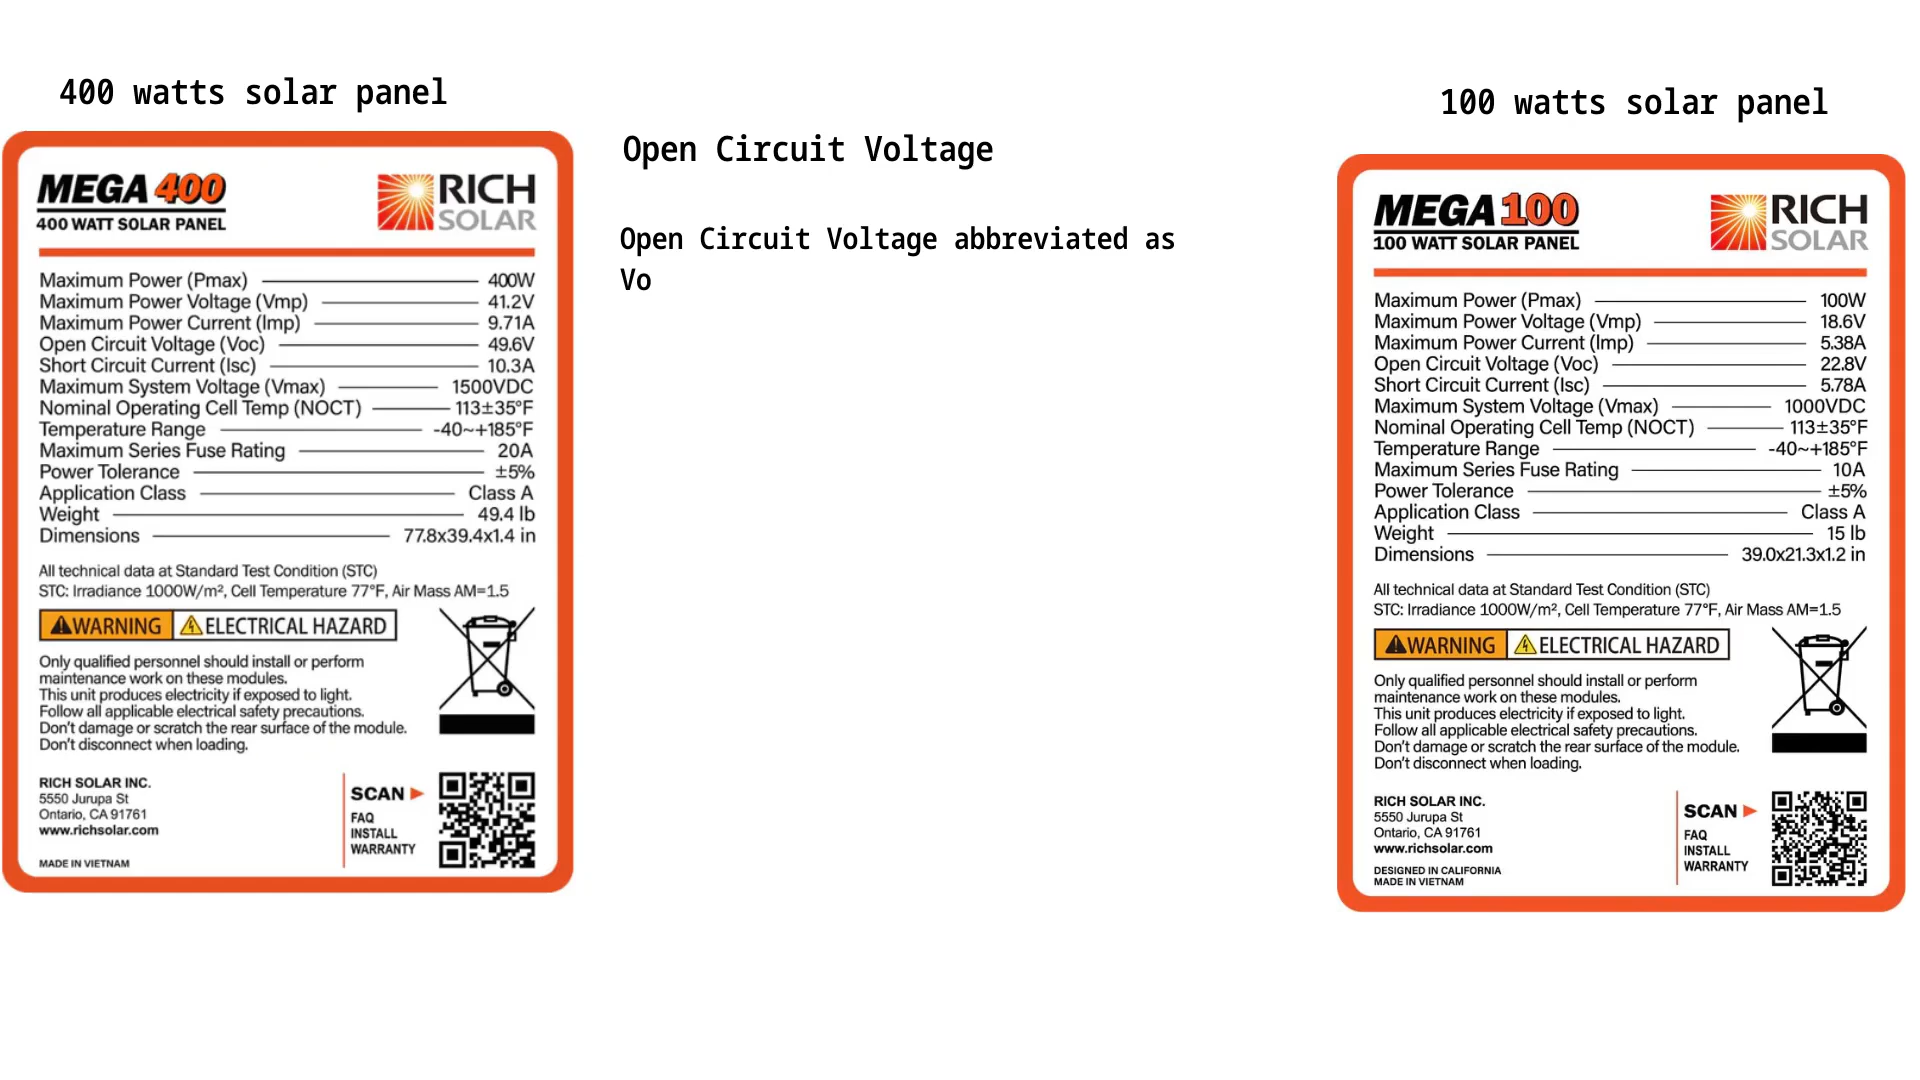 400 watts solar panel
MEGA 400
400 WATT SOLAR PANEL
RICH
SOLAR
Maximum Power (Pmax) 400W
Maximum Power Voltage (Vmp) 41.2V
Maximum Power Current (Imp) 9.71A
Open Circuit Voltage (Voc) 49.6V
Short Circuit Current (Isc) 10.3A
Maximum System Voltage (Vmax) 1500VDC
Nominal Operating Cell Temp (NOCT) 113±35°F
Temperature Range -40~+185°F
Maximum Series Fuse Rating 20A
Power Tolerance ±5%
Application Class Class A
Weight 49.4 lb
Dimensions 77.8x39.4x1.4 in
All technical data at Standard Test Condition (STC)
STC: Irradiance 1000W/m², Cell Temperature 77°F, Air Mass AM=1.5
WARNING ELECTRICAL HAZARD
Only qualified personnel should install or perform
maintenance work on these modules.
This unit produces electricity if exposed to light.
Follow all applicable electrical safety precautions.
Don't damage or scratch the rear surface of the module.
Don't disconnect when loading.
RICH SOLAR INC.
5550 Jurupa St
Ontario, CA 91761
www.richsolar.com
MADE IN VIETNAM
SCAN
FAQ
INSTALL
WARRANTY
Open Circuit Voltage
Open Circuit Voltage abbreviated as
Vo
100 watts solar panel
MEGA 100
100 WATT SOLAR PANEL
RICH
SOLAR
Maximum Power (Pmax) 100W
Maximum Power Voltage (Vmp) 18.6V
Maximum Power Current (Imp) 5.38A
Open Circuit Voltage (Voc) 22.8V
Short Circuit Current (Isc) 5.78A
Maximum System Voltage (Vmax) 1000VDC
Nominal Operating Cell Temp (NOCT) 113±35°F
Temperature Range -40~+185°F
Maximum Series Fuse Rating 10A
Power Tolerance ±5%
Application Class Class A
Weight 15 lb
Dimensions 39.0x21.3x1.2 in
All technical data at Standard Test Condition (STC)
STC: Irradiance 1000W/m², Cell Temperature 77°F, Air Mass AM=1.5
WARNING ELECTRICAL HAZARD
Only qualified personnel should install or perform
maintenance work on these modules.
This unit produces electricity if exposed to light.
Follow all applicable electrical safety precautions.
Don't damage or scratch the rear surface of the module.
Don't disconnect when loading.
RICH SOLAR INC.
5550 Jurupa St
Ontario, CA 91761
www.richsolar.com
DESIGNED IN CALIFORNIA
MADE IN VIETNAM
SCAN
FAQ
INSTALL
WARRANTY